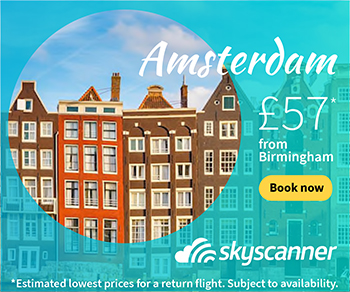 Amsterdam
£57*
from
Birmingham
Book now
skyscanner
*Estimated lowest prices for a return flight. Subject to availability.